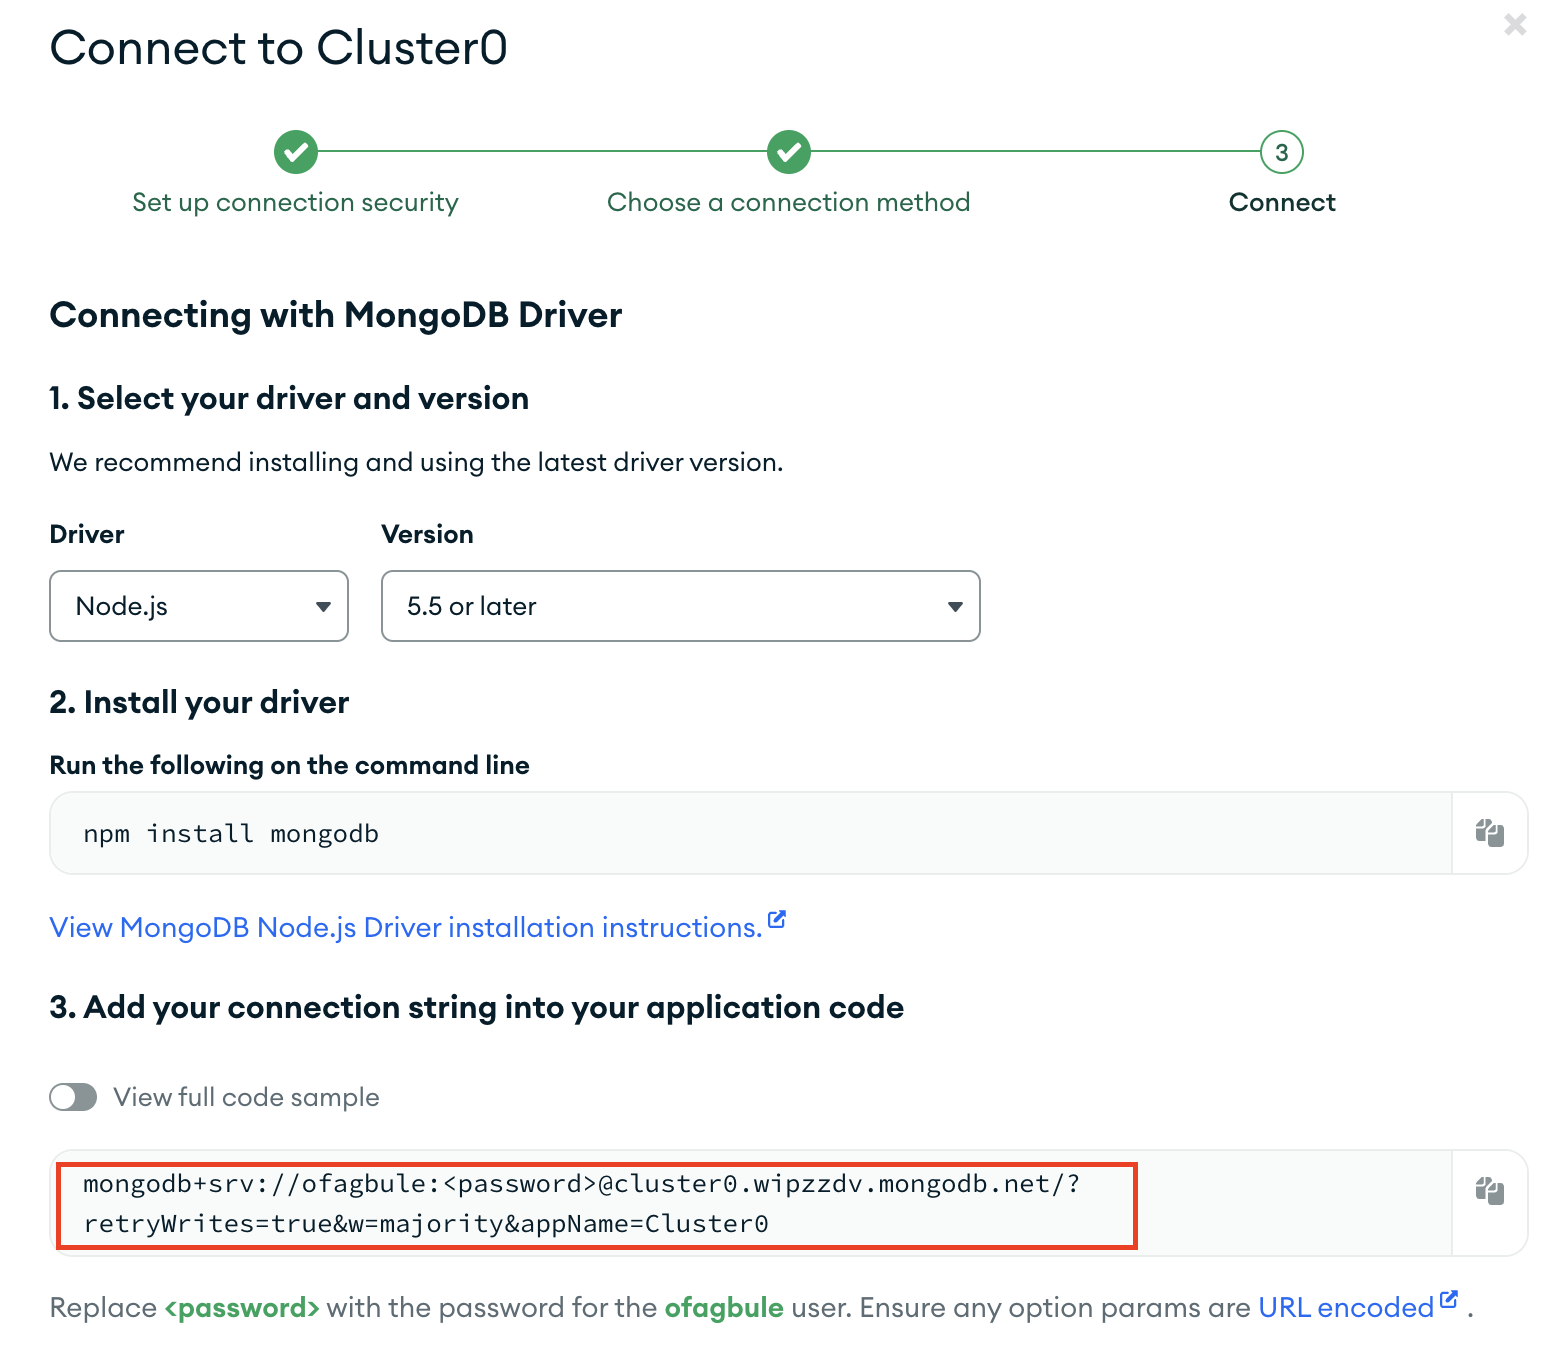 Connect to Cluster0
3
Set up connection security
Choose a connection method
Connect
Connecting with MongoDB Driver
1. Select your driver and version
We recommend installing and using the latest driver version.
Driver
Version
Node.js
5.5 or later
2. Install your driver
Run the following on the command line
npm install mongodb
View MongoDB Node.js Driver installation instructions.
3. Add your connection string into your application code
View full code sample
mongodb+srv://ofagbule:<password>@cluster0.wipzzdv.mongodb.net/?
retryWrites=true&w=majority&appName=Cluster0
Replace <password> with the password for the ofagbule user. Ensure any option params are URL encoded .